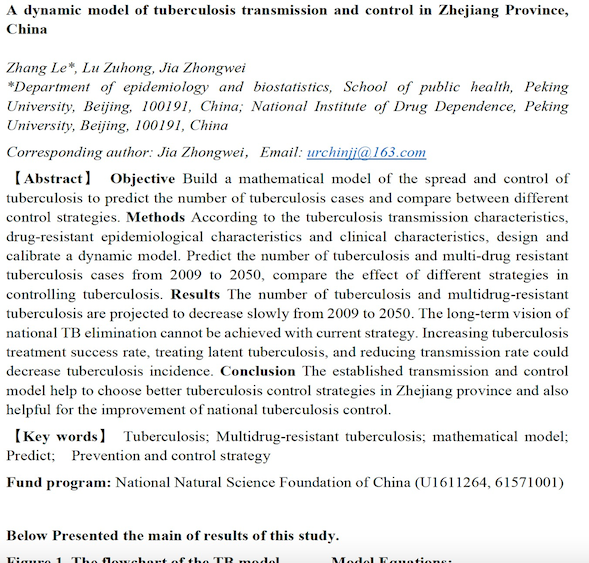 A dynamic model of tuberculosis transmission and control in Zhejiang Province,
China
Zhang Le*, Lu Zuhong, Jia Zhongwei
*Department of epidemiology and biostatistics, School of public health, Peking
University, Beijing, 100191, China; National Institute of Drug Dependence, Peking
University, Beijing, 100191, China
Corresponding author: Jia Zhongwei， Email: urchinjj@163.com
【Abstract】 Objective Build a mathematical model of the spread and control of
tuberculosis to predict the number of tuberculosis cases and compare between different
control strategies. Methods According to the tuberculosis transmission characteristics,
drug-resistant epidemiological characteristics and clinical characteristics, design and
calibrate a dynamic model. Predict the number of tuberculosis and multi-drug resistant
tuberculosis cases from 2009 to 2050, compare the effect of different strategies in
controlling tuberculosis. Results The number of tuberculosis and multidrug-resistant
tuberculosis are projected to decrease slowly from 2009 to 2050. The long-term vision of
national TB elimination cannot be achieved with current strategy. Increasing tuberculosis
treatment success rate, treating latent tuberculosis, and reducing transmission rate could
decrease tuberculosis incidence. Conclusion The established transmission and control
model help to choose better tuberculosis control strategies in Zhejiang province and also
helpful for the improvement of national tuberculosis control.
【Key words】 Tuberculosis; Multidrug-resistant tuberculosis; mathematical model;
Predict; Prevention and control strategy
Fund program: National Natural Science Foundation of China (U1611264, 61571001)
Below Presented the main of results of this study.
Figure 1. The flowchart of the TB model Model Equations: